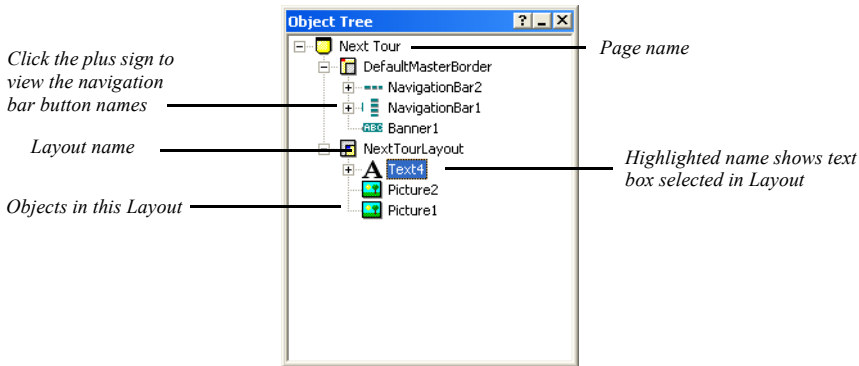 Object Tree
Next Tour
Page name
Click the plus sign to
view the navigation
bar button names
DefaultMasterBorder
NavigationBar2
NavigationBar1
ABC Banner1
Layout name
NextTourLayout
A Text4
Highlighted name shows text
box selected in Layout
Picture2
Objects in this Layout
Picture1